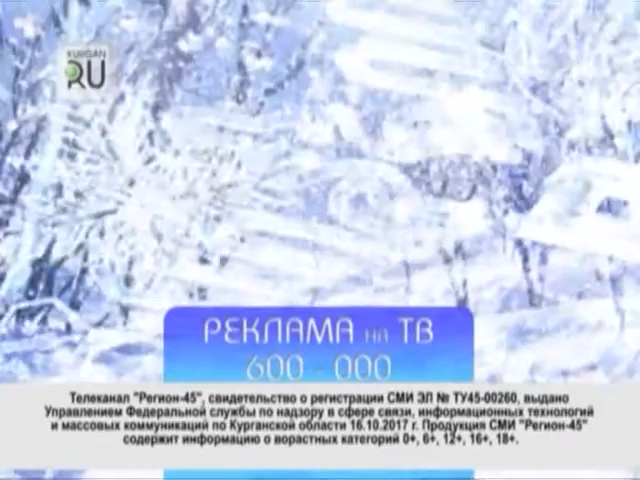 KURGAN
RU
РЕКЛАМА НА ТВ
600 - 000
Телеканал "Регион-45", свидетельство о регистрации СМИ ЭЛ № ТУ45-00260, выдано
Управлением Федеральной службы по надзору в сфере связи, информационных технологий
и массовых коммуникаций по Курганской области 16.10.2017 г. Продукция СМИ "Регион-45"
содержит информацию о ворастных категорий 0+, 6+, 12+, 16+, 18+.